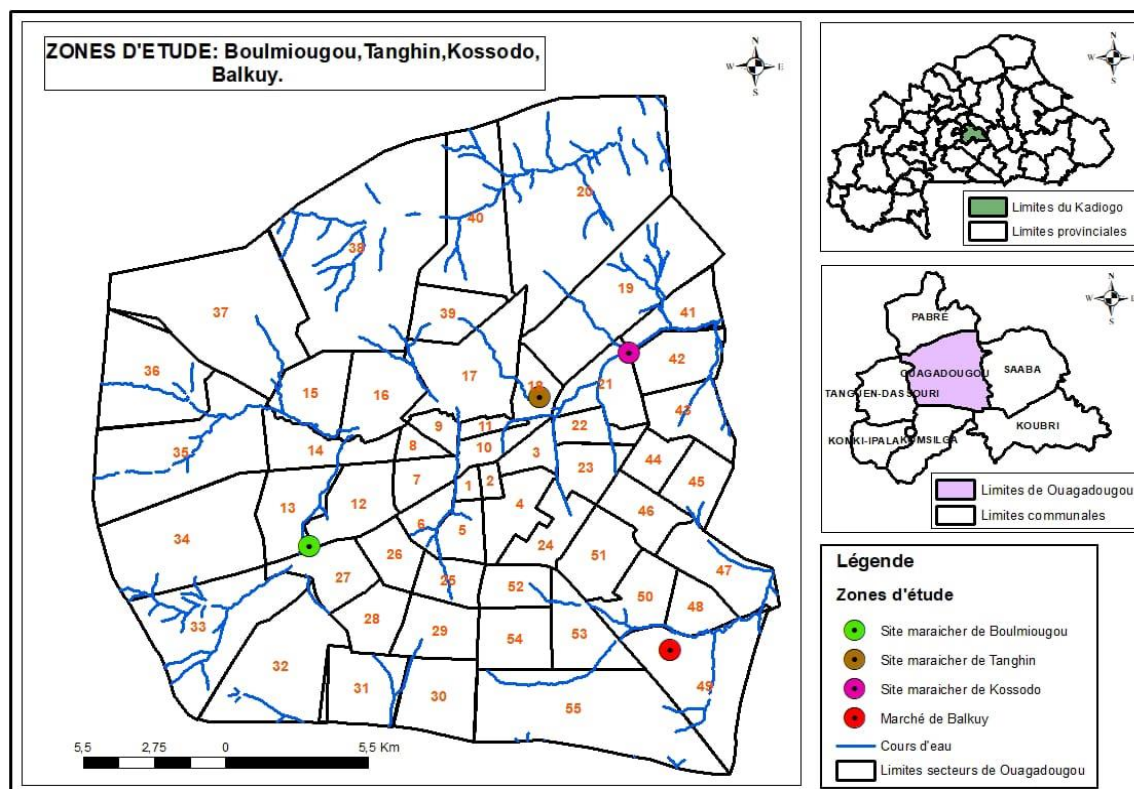 ZONES D'ETUDE: Boulmiougou,Tanghin,Kossodo,
Balkuy.
N
W E
S
20
40
38
19
37
39
41
36
42
17
15
16
18
21
43
9
11
22
35
14
8
10
3
44
23
7
1
2
45
13
12
4
46
34
6
5
24
51
26
27
25
52
47
50
48
33
28
29
54
53
32
49
31
30
55
5,5 2,75 0 5,5 Km
N
W E
S
Limites du Kadiogo
Limites provinciales
N
W E
S
PABRE
OUAGADOUGOU
SAABA
TANGUEN-DASSOURI
KOUBRI
KOMKI-IPALA
KOMSILGA
Limites de Ouagadougou
Limites communales
Légende
Zones d'étude
Site maraicher de Boulmiougou
Site maraicher de Tanghin
Site maraicher de Kossodo
Marché de Balkuy
Cours d'eau
Limites secteurs de Ouagadougou